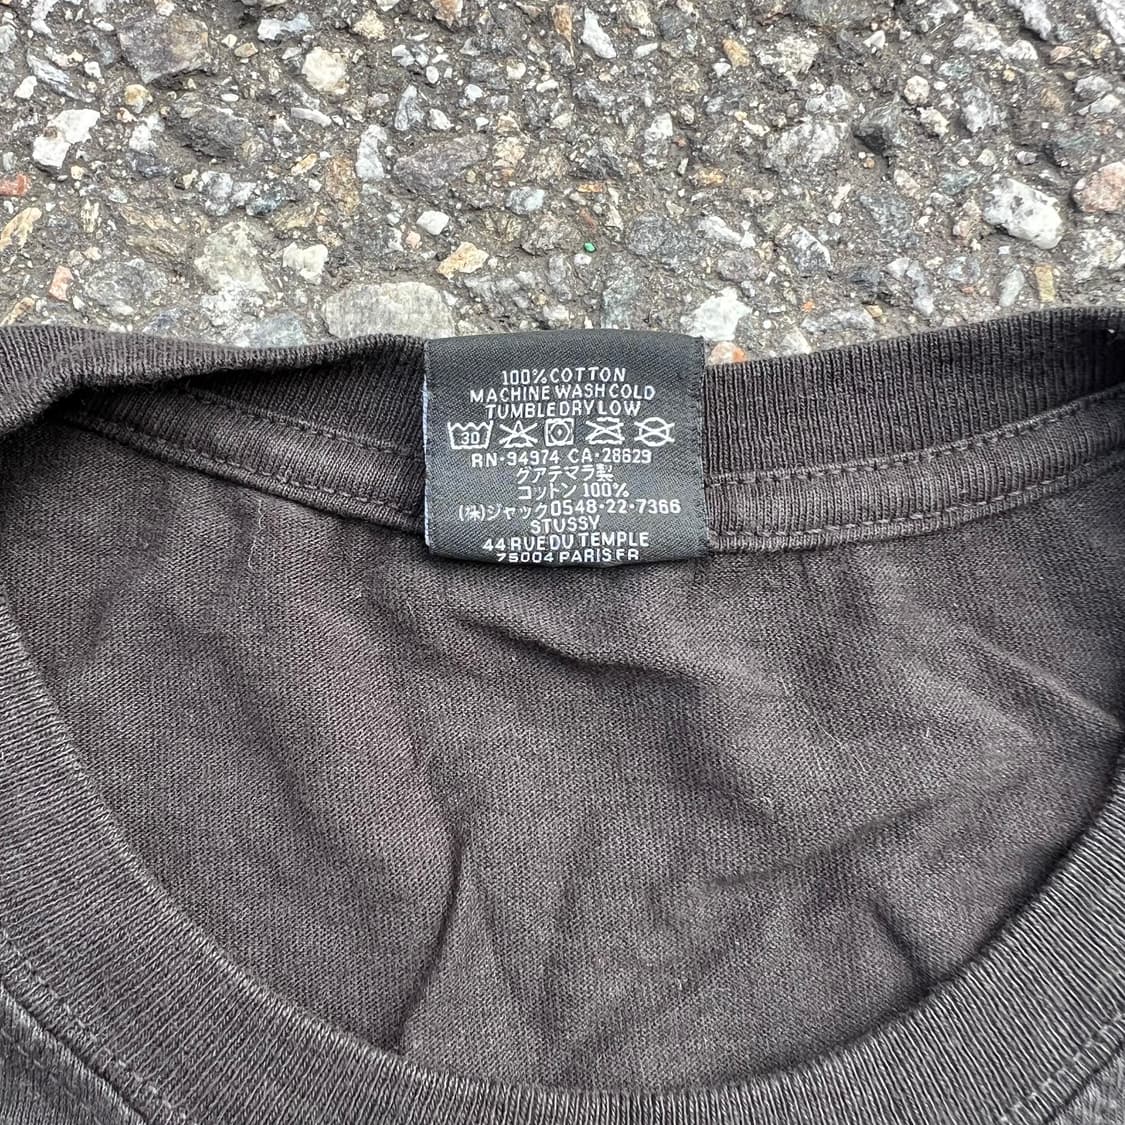 100% COTTON
MACHINE WASH COLD
TUMBLE DRY LOW
30
RN·94974 CA·28629
グアテマラ製
コットン 100%
(株)ジャック0548·22·7366
STUSSY
44 RUE DU TEMPLE
75004 PARIS FR